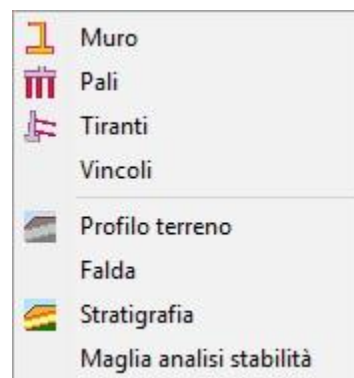 Muro
Pali
Tiranti
Vincoli
Profilo terreno
Falda
Stratigrafia
Maglia analisi stabilità